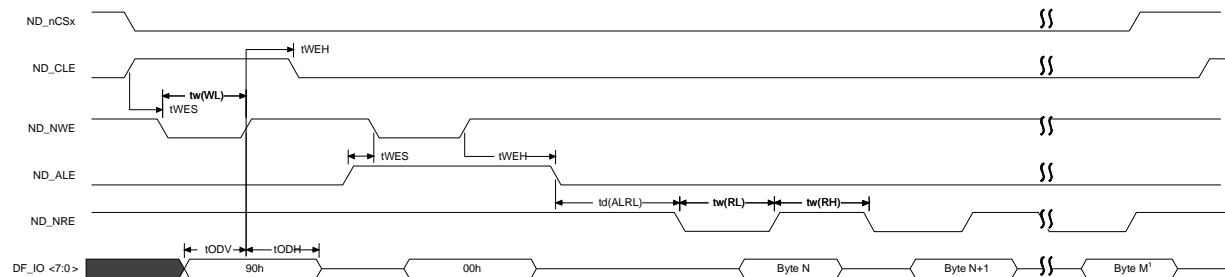 ND_nCSx
tWEH
ND_CLE
tw(WL)
tWES
ND_NWE
tWES
tWEH
ND_ALE
td(ALRL)
tw(RL)
tw(RH)
ND_NRE
tODV
tODH
DF_IO <7:0>
90h
00h
Byte N
Byte N+1
Byte M¹